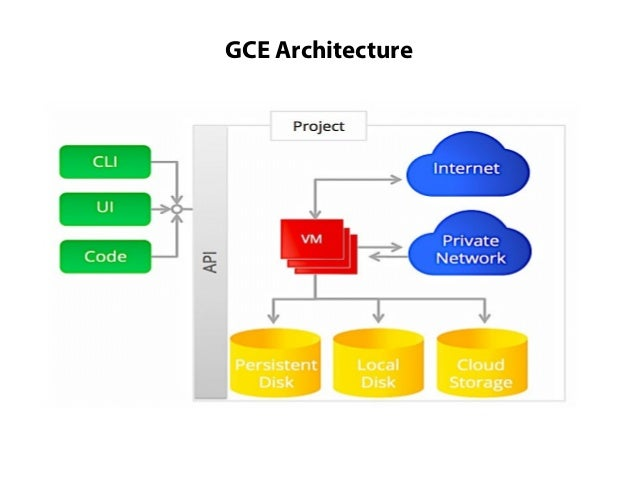 GCE Architecture
Project
CLI
UI
Code
API
Internet
VM
Private
Network
Persistent
Disk
Local
Disk
Cloud
Storage